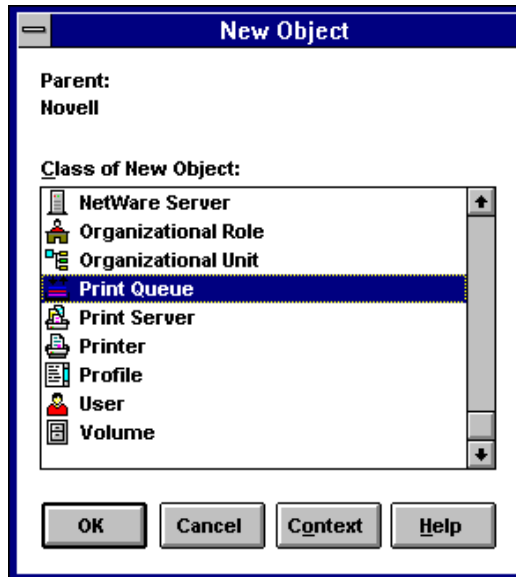 New Object
Parent:
Novell
Class of New Object:
NetWare Server
Organizational Role
Organizational Unit
Print Queue
Print Server
Printer
Profile
User
Volume
OK Cancel Context Help